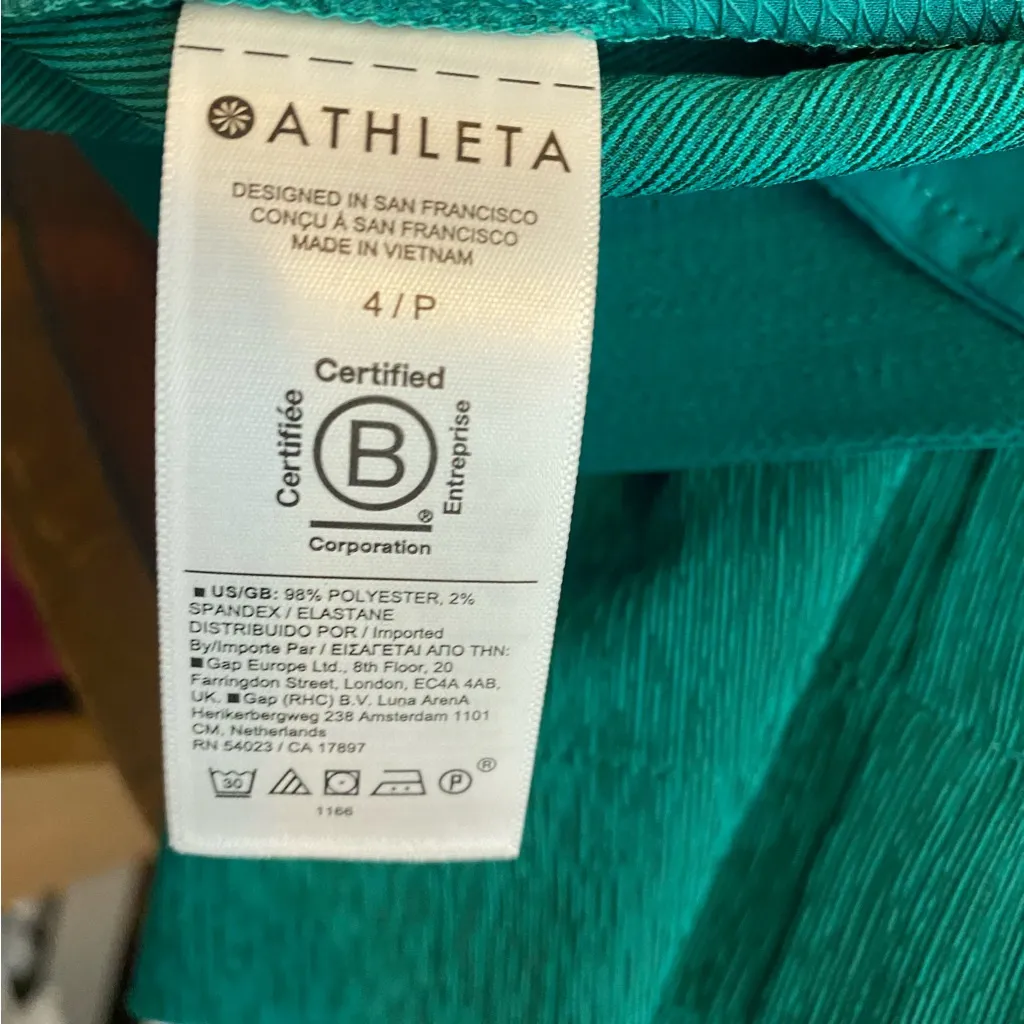 ATHLETA
DESIGNED IN SAN FRANCISCO
CONÇU À SAN FRANCISCO
MADE IN VIETNAM
4 / P
Certified
Certifiée
B
Entreprise
®
Corporation
US/GB: 98% POLYESTER, 2%
SPANDEX / ELASTANE
DISTRIBUIDO POR / Imported
By/Importe Par / ΕΙΣΑΓΕΤΑΙ ΑΠΟ ΤΗΝ:
Gap Europe Ltd., 8th Floor, 20
Farringdon Street, London, EC4A 4AB,
UK. Gap (RHC) B.V. Luna ArenA
Herikerbergweg 238 Amsterdam 1101
CM, Netherlands
RN 54023 / CA 17897
30 P ®
1166